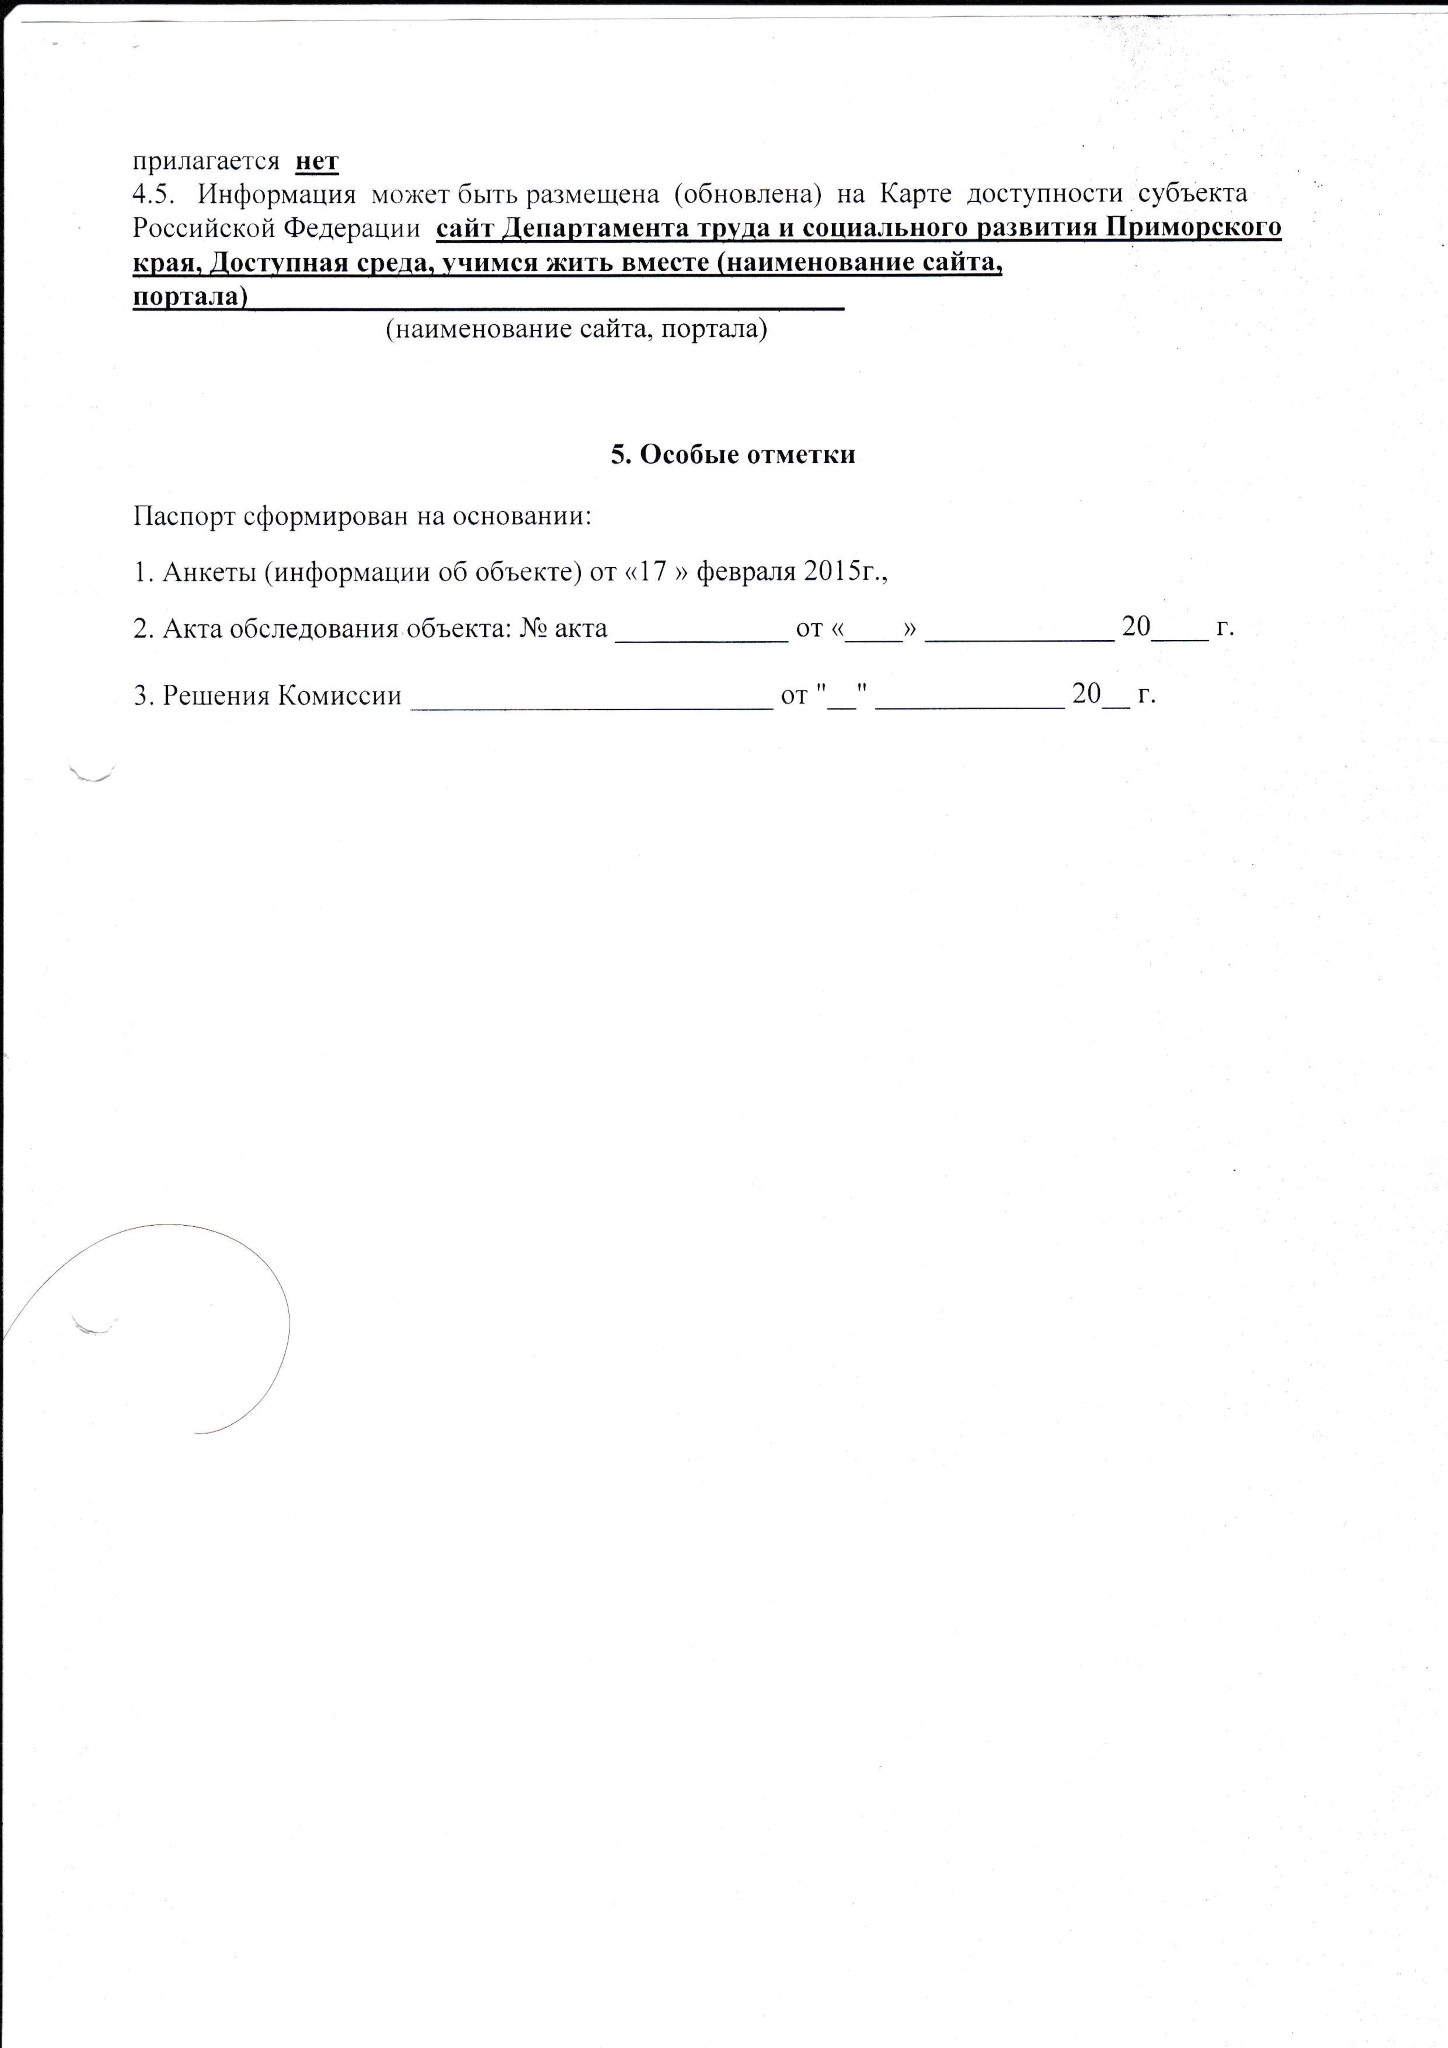 прилагается нет
4.5. Информация может быть размещена (обновлена) на Карте доступности субъекта
Российской Федерации сайт Департамента труда и социального развития Приморского
края, Доступная среда, учимся жить вместе (наименование сайта,
портала)__________________________________________
(наименование сайта, портала)
5. Особые отметки
Паспорт сформирован на основании:
1. Анкеты (информации об объекте) от «17 » февраля 2015г.,
2. Акта обследования объекта: № акта ____________ от «____» _____________ 20____ г.
3. Решения Комиссии _________________________ от "__" _____________ 20__ г.